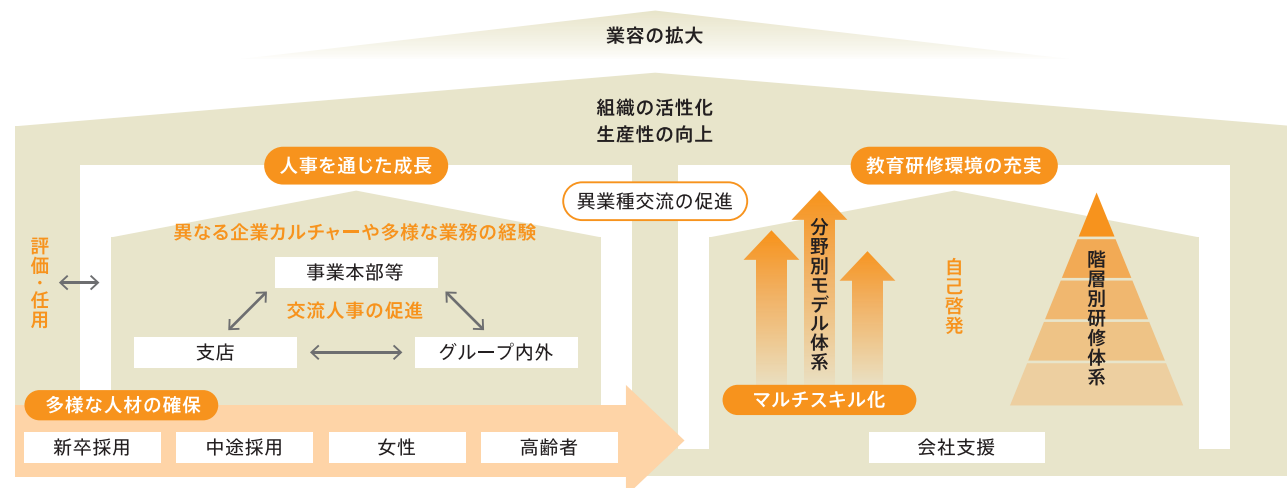 業容の拡大
組織の活性化
生産性の向上
人事を通じた成長
教育研修環境の充実
異業種交流の促進
評価・任用
異なる企業カルチャーや多様な業務の経験
事業本部等
交流人事の促進
支店
グループ内外
分野別モデル体系
自己啓発
階層別研修体系
マルチスキル化
多様な人材の確保
新卒採用
中途採用
女性
高齢者
会社支援